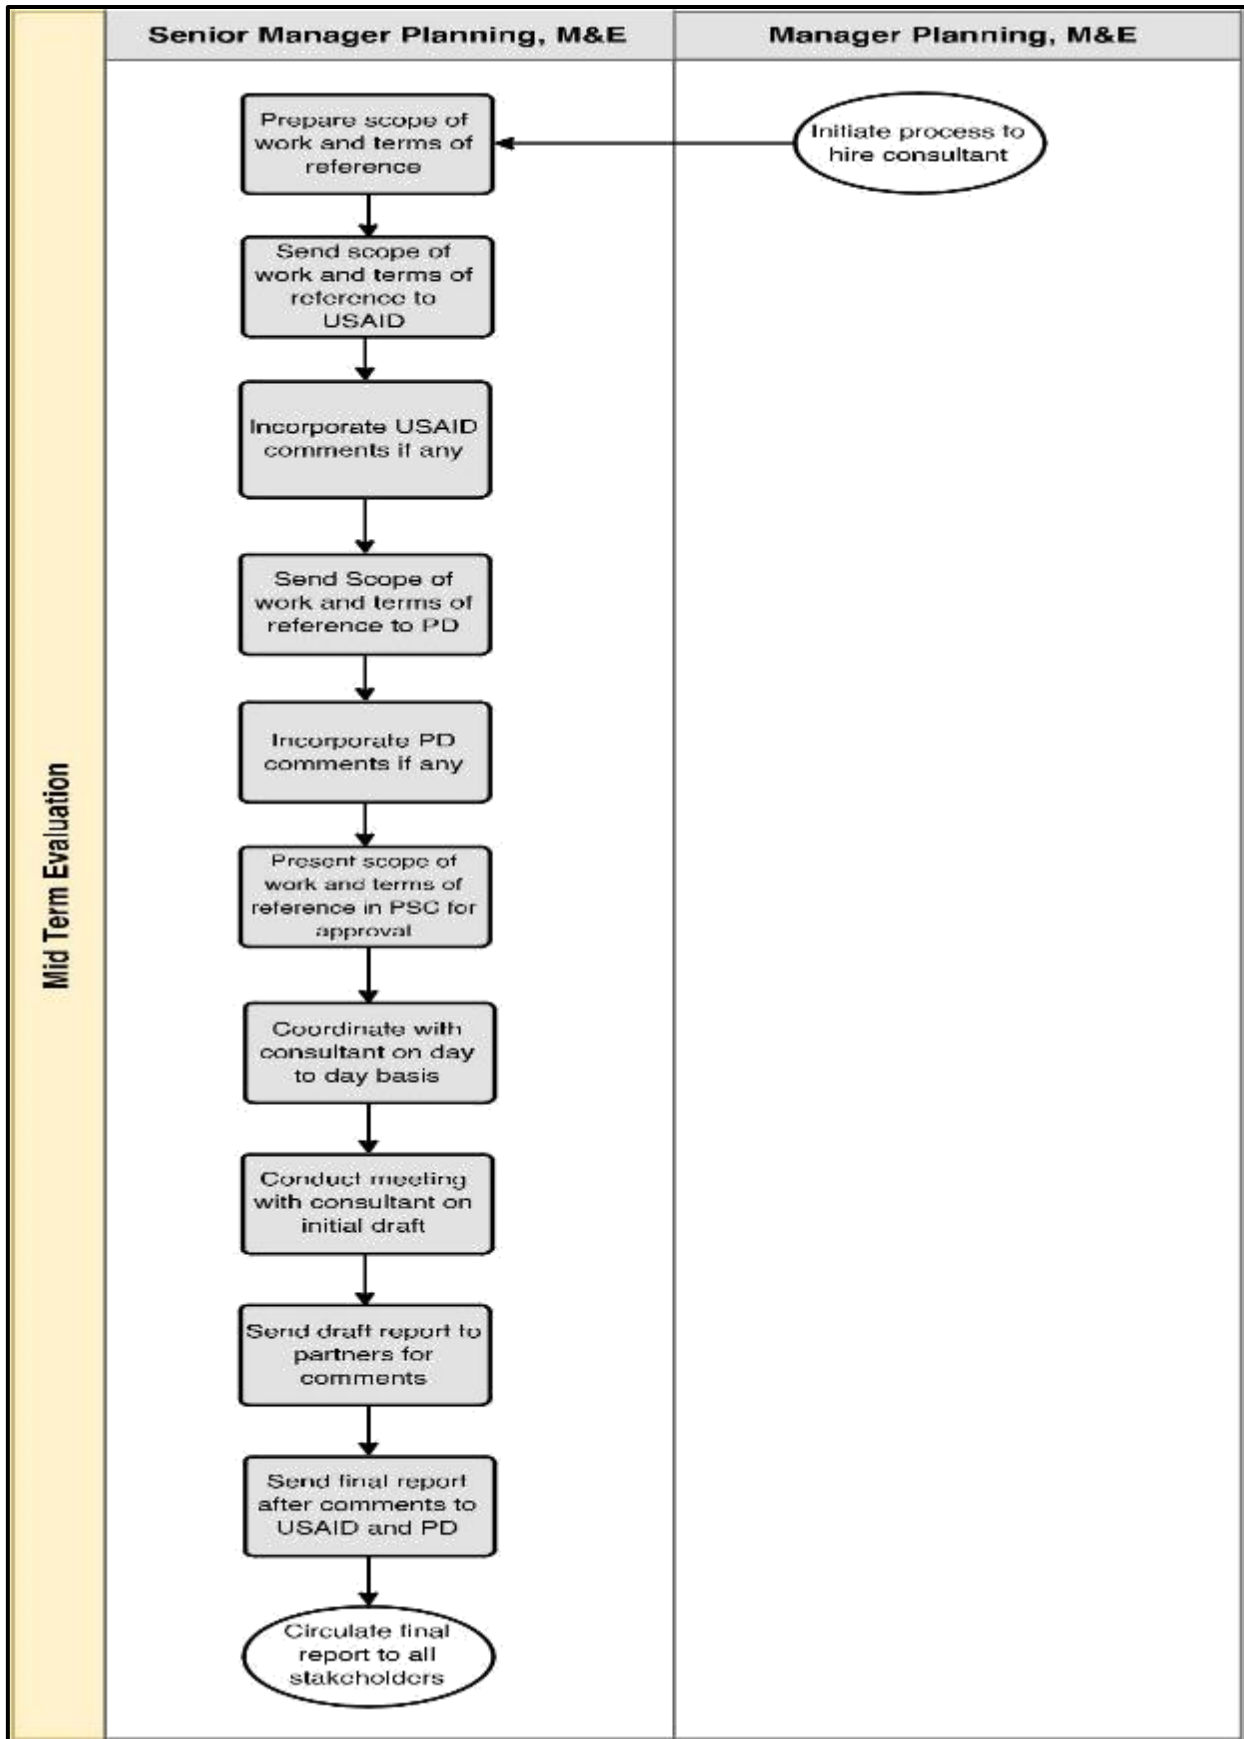 Senior Manager Planning, M&E
Manager Planning, M&E
Mid Term Evaluation
Prepare scope of
work and terms of
reference
Initiate process to
hire consultant
Send scope of
work and terms of
reference to
USAID
Incorporate USAID
comments if any
Send Scope of
work and terms of
reference to PD
Incorporate PD
comments if any
Present scope of
work and terms of
reference in PSC for
approval
Coordinate with
consultant on day
to day basis
Conduct meeting
with consultant on
initial draft
Send draft report to
partners for
comments
Send final report
after comments to
USAID and PD
Circulate final
report to all
stakeholders